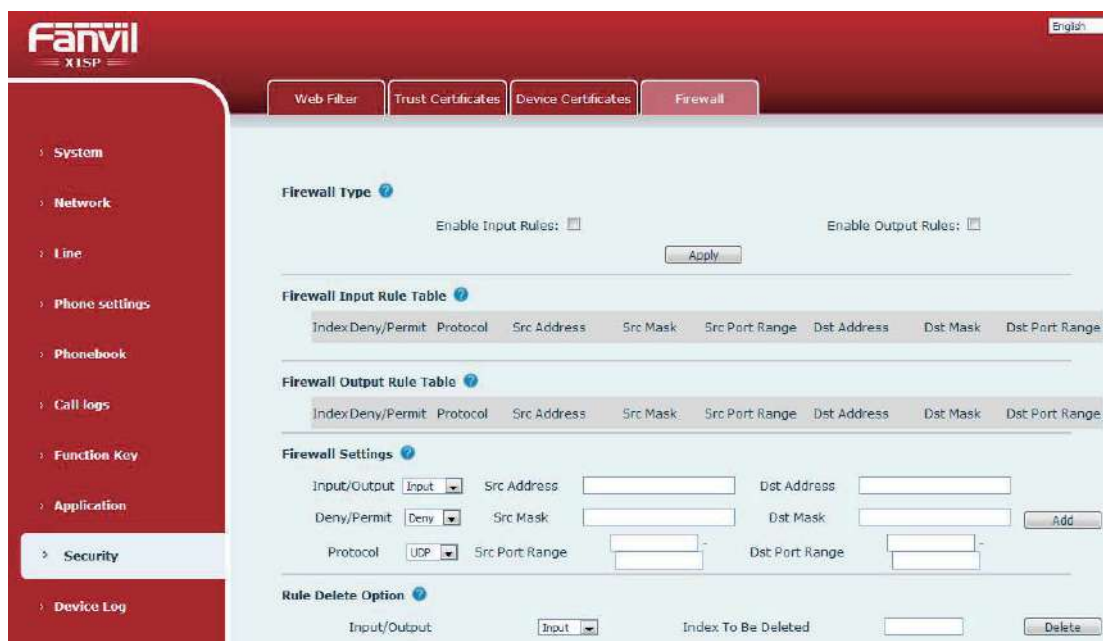 Fanvil
X1SP
English
Web Filter
Trust Certificates
Device Certificates
Firewall
System
Network
Line
Phone settings
Phonebook
Call logs
Function Key
Application
Security
Device Log
Firewall Type
Enable Input Rules:
Enable Output Rules:
Apply
Firewall Input Rule Table
Index Deny/Permit Protocol Src Address Src Mask Src Port Range Dst Address Dst Mask Dst Port Range
Firewall Output Rule Table
Index Deny/Permit Protocol Src Address Src Mask Src Port Range Dst Address Dst Mask Dst Port Range
Firewall Settings
Input/Output Input Src Address Dst Address
Deny/Permit Deny Src Mask Dst Mask Add
Protocol UDP Src Port Range - Dst Port Range -
Rule Delete Option
Input/Output Input Index To Be Deleted Delete